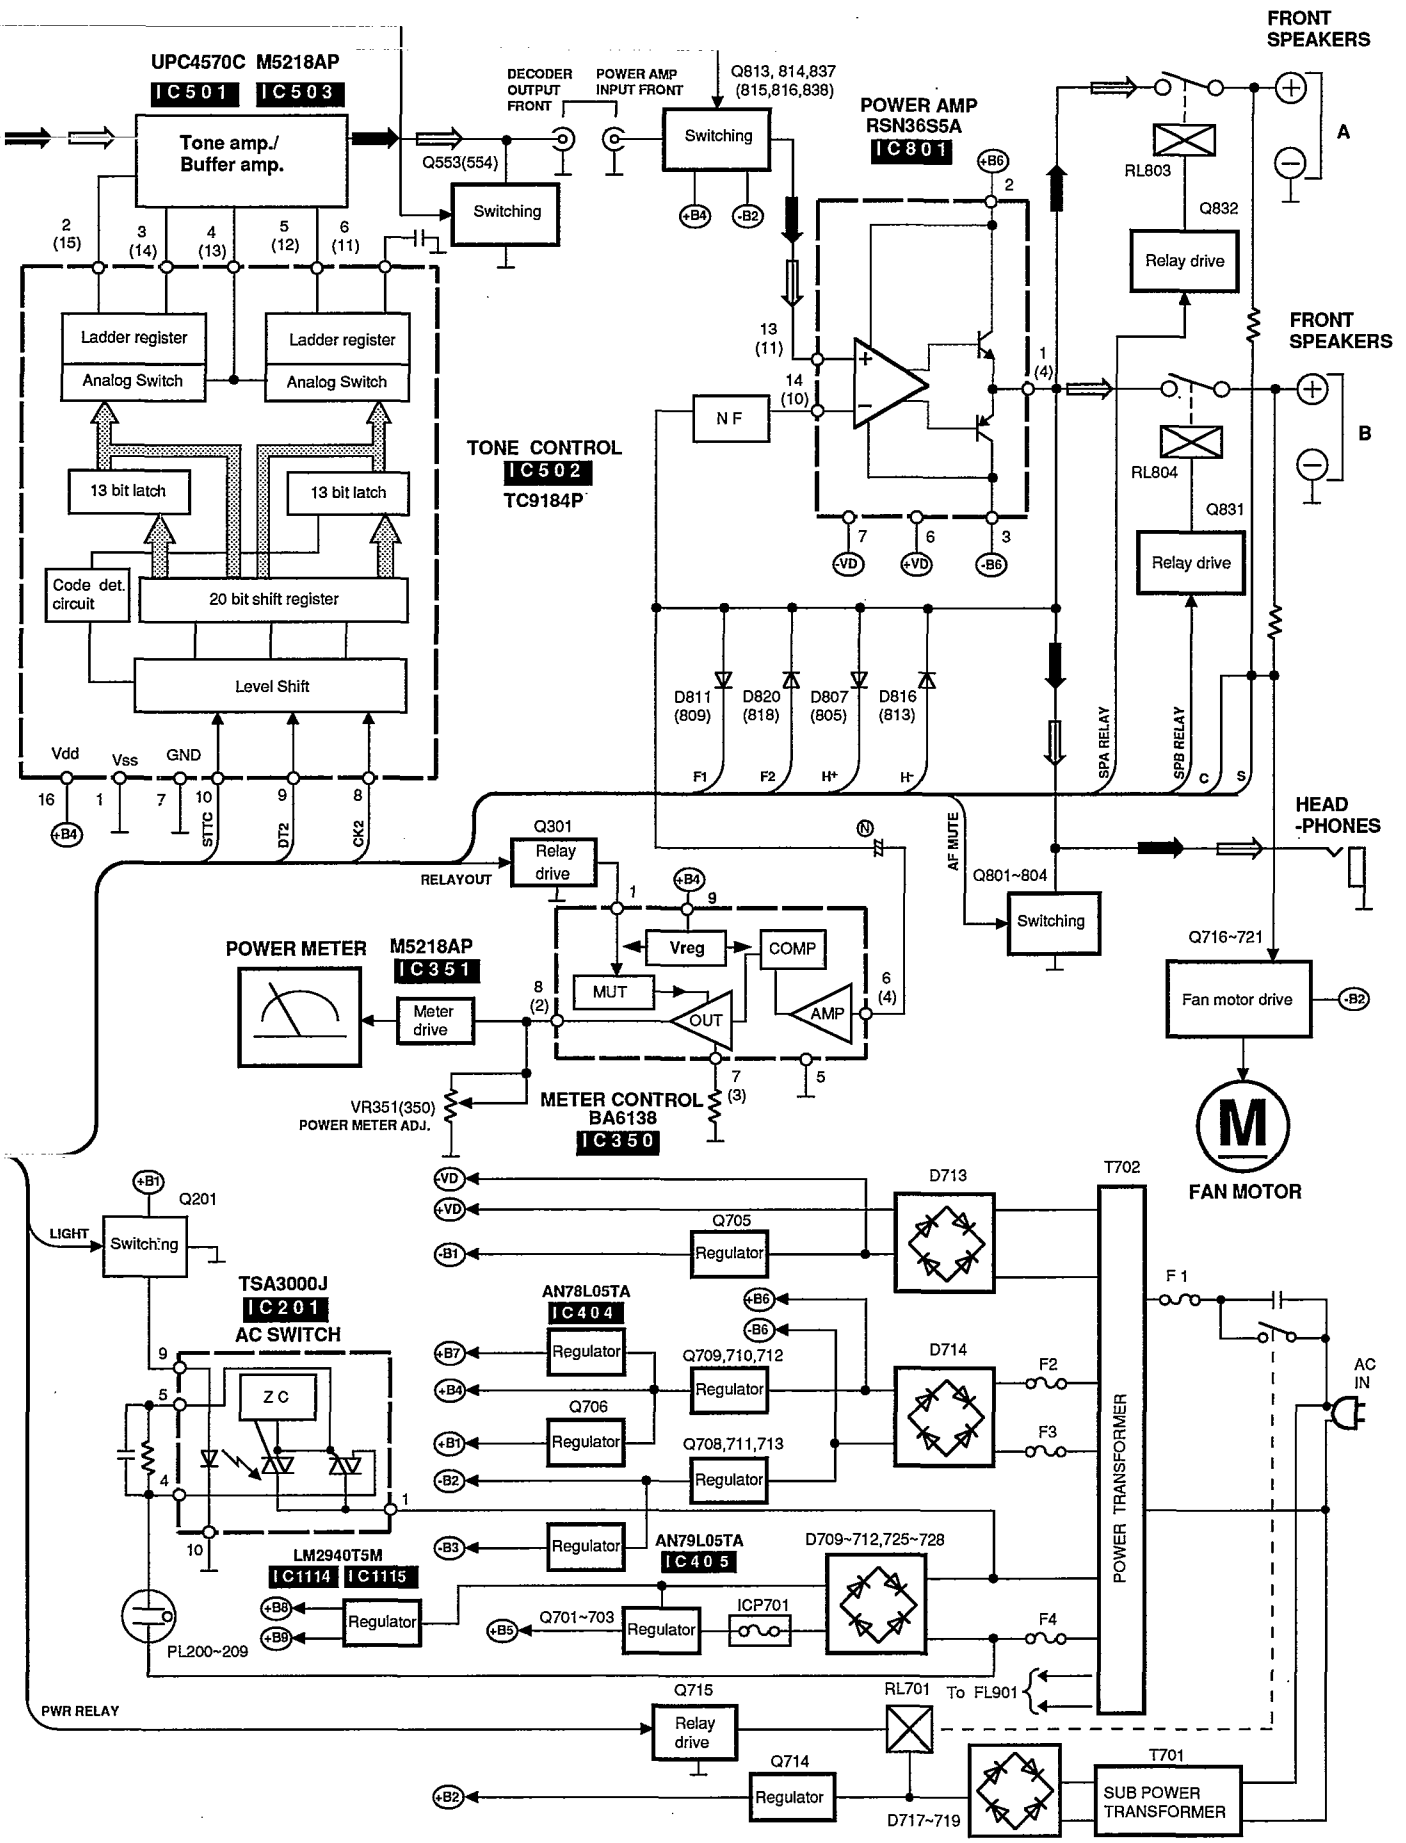 FRONT
SPEAKERS
UPC4570C M5218AP
IC501 IC503
DECODER
OUTPUT
FRONT
POWER AMP
INPUT FRONT
Q813, 814,837
(815,816,838)
POWER AMP
RSN36S5A
IC801
Tone amp./
Buffer amp.
Q553(554)
Switching
Switching
+B4
-B2
+B6
2
A
RL803
Q832
Relay drive
2
(15)
3
(14)
4
(13)
5
(12)
6
(11)
Ladder register
Analog Switch
Ladder register
Analog Switch
13
(11)
14
(10)
+
−
1
(4)
NF
FRONT
SPEAKERS
B
RL804
Q831
Relay drive
TONE CONTROL
IC502
TC9184P
13 bit latch
13 bit latch
Code det.
circuit
20 bit shift register
Level Shift
7
6
3
-VD
+VD
-B6
D811
(809)
D820
(818)
D807
(805)
D816
(813)
F1
F2
H+
H-
SPA RELAY
SPB RELAY
C
S
Vdd
Vss
GND
16
1
7
10
9
8
+B4
STTC
DT2
CK2
HEAD
-PHONES
N
AF MUTE
Q801~804
Switching
Q301
Relay
drive
RELAYOUT
1
+B4
9
Vreg
COMP
MUT
OUT
AMP
8
(2)
6
(4)
7
(3)
5
POWER METER
M5218AP
IC351
Meter
drive
VR351(350)
POWER METER ADJ.
METER CONTROL
BA6138
IC350
Q716~721
Fan motor drive
-B2
M
FAN MOTOR
+B1
Q201
LIGHT
Switching
TSA3000J
IC201
AC SWITCH
9
5
4
10
1
ZC
PL200~209
-VD
+VD
-B1
Q705
Regulator
D713
T702
AN78L05TA
IC404
Regulator
+B7
+B4
+B1
-B2
-B3
+B6
-B6
Q709,710,712
Regulator
Q706
Regulator
Q708,711,713
Regulator
Regulator
D714
F2
F3
F1
AC
IN
POWER TRANSFORMER
LM2940T5M
IC1114 IC1115
+B8
+B9
Regulator
AN79L05TA
IC405
Q701~703
+B5
Regulator
ICP701
D709~712,725~728
F4
To FL901
PWR RELAY
Q715
Relay
drive
RL701
Q714
Regulator
+B2
D717~719
T701
SUB POWER
TRANSFORMER